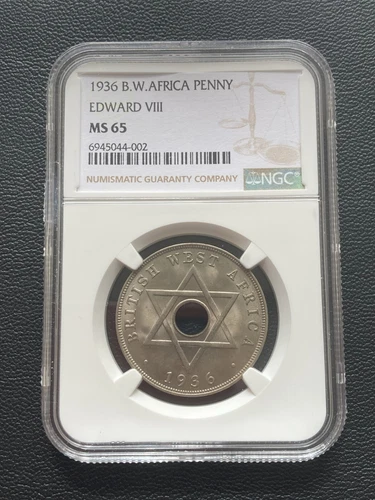 1936 B.W.AFRICA PENNY
EDWARD VIII
MS 65
6945044-002
NUMISMATIC GUARANTY COMPANY
NGC
BRITISH WEST AFRICA
· 1936 ·